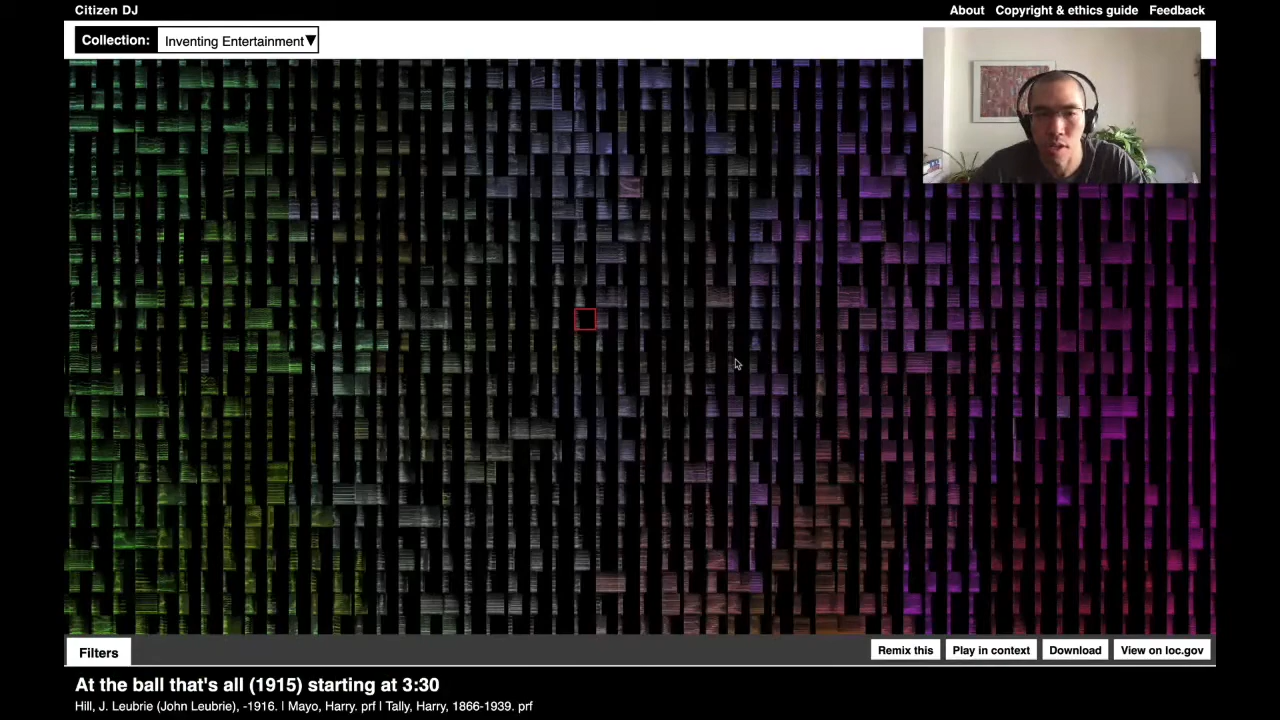 Citizen DJ
About Copyright & ethics guide Feedback
Collection: Inventing Entertainment
Filters
Remix this Play in context Download View on loc.gov
At the ball that's all (1915) starting at 3:30
Hill, J. Leubrie (John Leubrie), -1916. | Mayo, Harry. prf | Tally, Harry, 1866-1939. prf